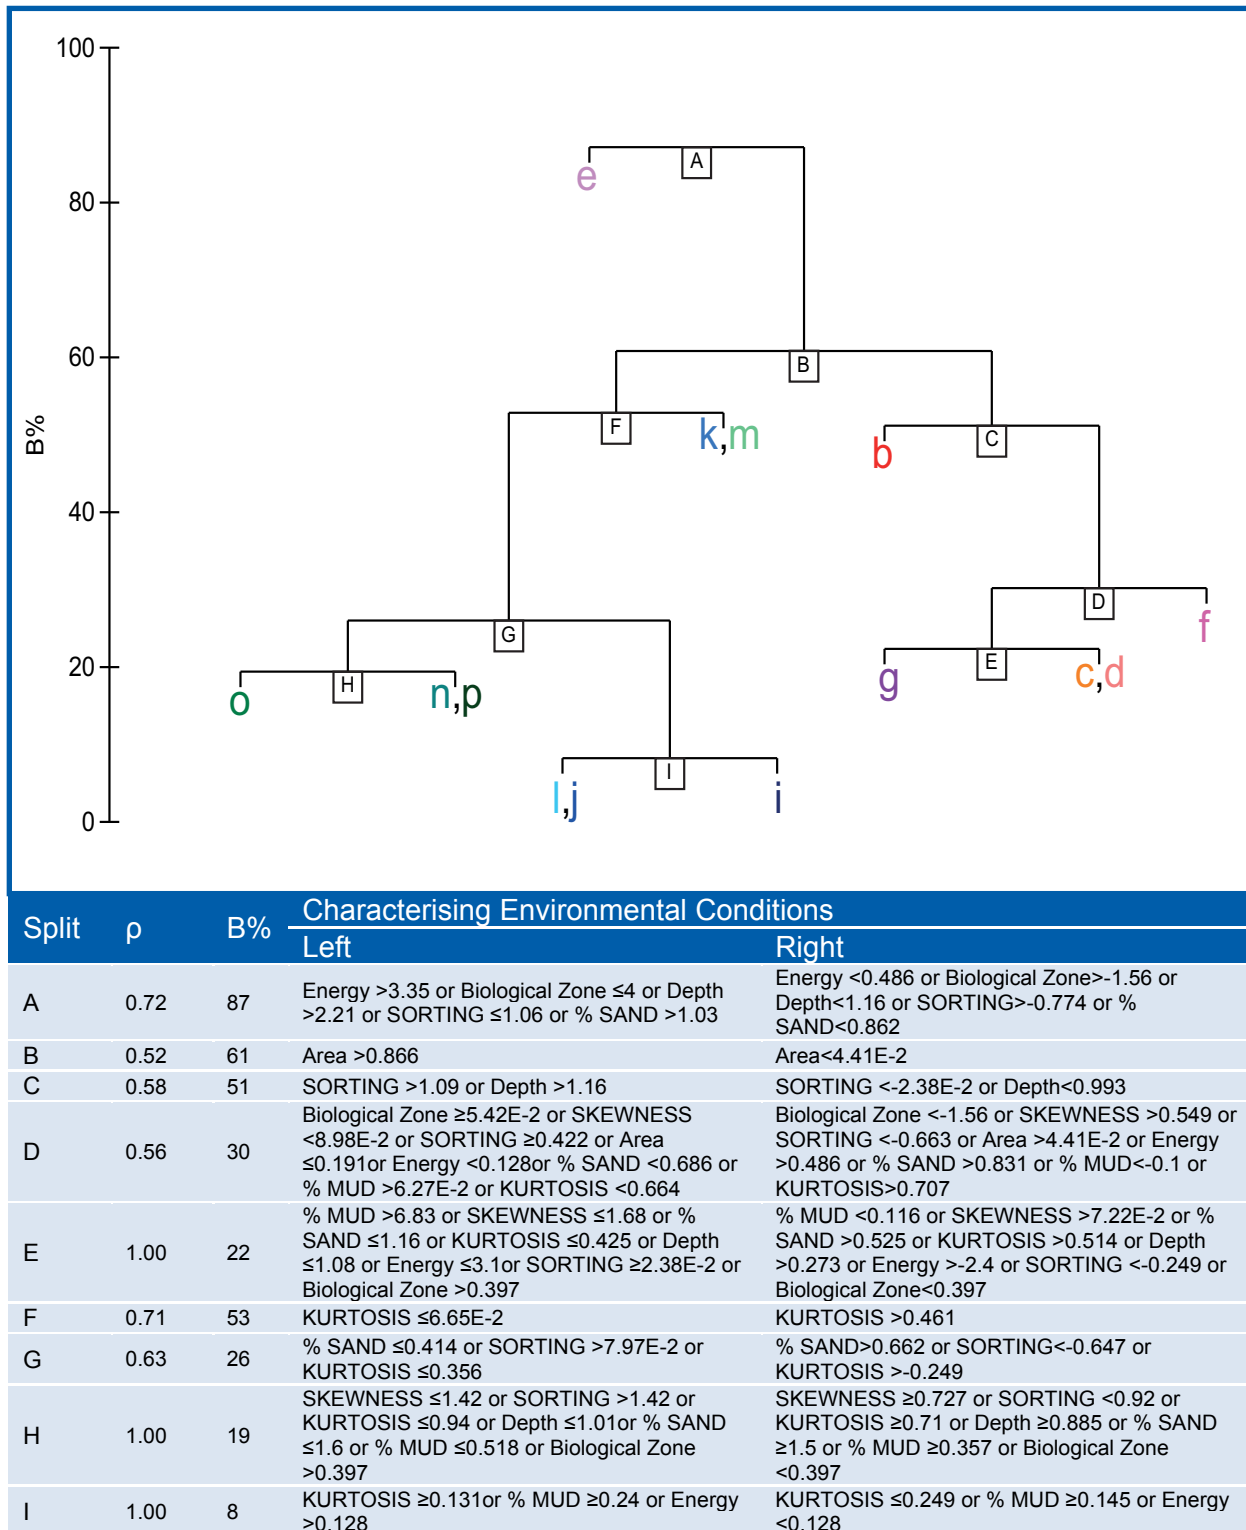 100
A
e
80
60
B
F
k,m
C
b
B%
40
D
f
20
G
E
g
c,d
H
o
n,p
I
l,j
i
0
Split ρ B% Characterising Environmental Conditions
Left Right
A 0.72 87 Energy >3.35 or Biological Zone ≤4 or Depth
>2.21 or SORTING ≤1.06 or % SAND >1.03
Energy <0.486 or Biological Zone>-1.56 or
Depth<1.16 or SORTING>-0.774 or %
SAND<0.862
B 0.52 61 Area >0.866 Area<4.41E-2
C 0.58 51 SORTING >1.09 or Depth >1.16 SORTING <-2.38E-2 or Depth<0.993
D 0.56 30 Biological Zone ≥5.42E-2 or SKEWNESS
<8.98E-2 or SORTING ≥0.422 or Area
≤0.191or Energy <0.128or % SAND <0.686 or
% MUD >6.27E-2 or KURTOSIS <0.664
Biological Zone <-1.56 or SKEWNESS >0.549 or
SORTING <-0.663 or Area >4.41E-2 or Energy
>0.486 or % SAND >0.831 or % MUD<-0.1 or
KURTOSIS>0.707
E 1.00 22 % MUD >6.83 or SKEWNESS ≤1.68 or %
SAND ≤1.16 or KURTOSIS ≤0.425 or Depth
≤1.08 or Energy ≤3.1or SORTING ≥2.38E-2 or
Biological Zone >0.397
% MUD <0.116 or SKEWNESS >7.22E-2 or %
SAND >0.525 or KURTOSIS >0.514 or Depth
>0.273 or Energy >-2.4 or SORTING <-0.249 or
Biological Zone<0.397
F 0.71 53 KURTOSIS ≤6.65E-2 KURTOSIS >0.461
G 0.63 26 % SAND ≤0.414 or SORTING >7.97E-2 or
KURTOSIS ≤0.356
% SAND>0.662 or SORTING<-0.647 or
KURTOSIS >-0.249
H 1.00 19 SKEWNESS ≤1.42 or SORTING >1.42 or
KURTOSIS ≤0.94 or Depth ≤1.01or % SAND
≤1.6 or % MUD ≤0.518 or Biological Zone
>0.397
SKEWNESS ≥0.727 or SORTING <0.92 or
KURTOSIS ≥0.71 or Depth ≥0.885 or % SAND
≥1.5 or % MUD ≥0.357 or Biological Zone
<0.397
I 1.00 8 KURTOSIS ≥0.131or % MUD ≥0.24 or Energy
>0.128
KURTOSIS ≤0.249 or % MUD ≥0.145 or Energy
<0.128